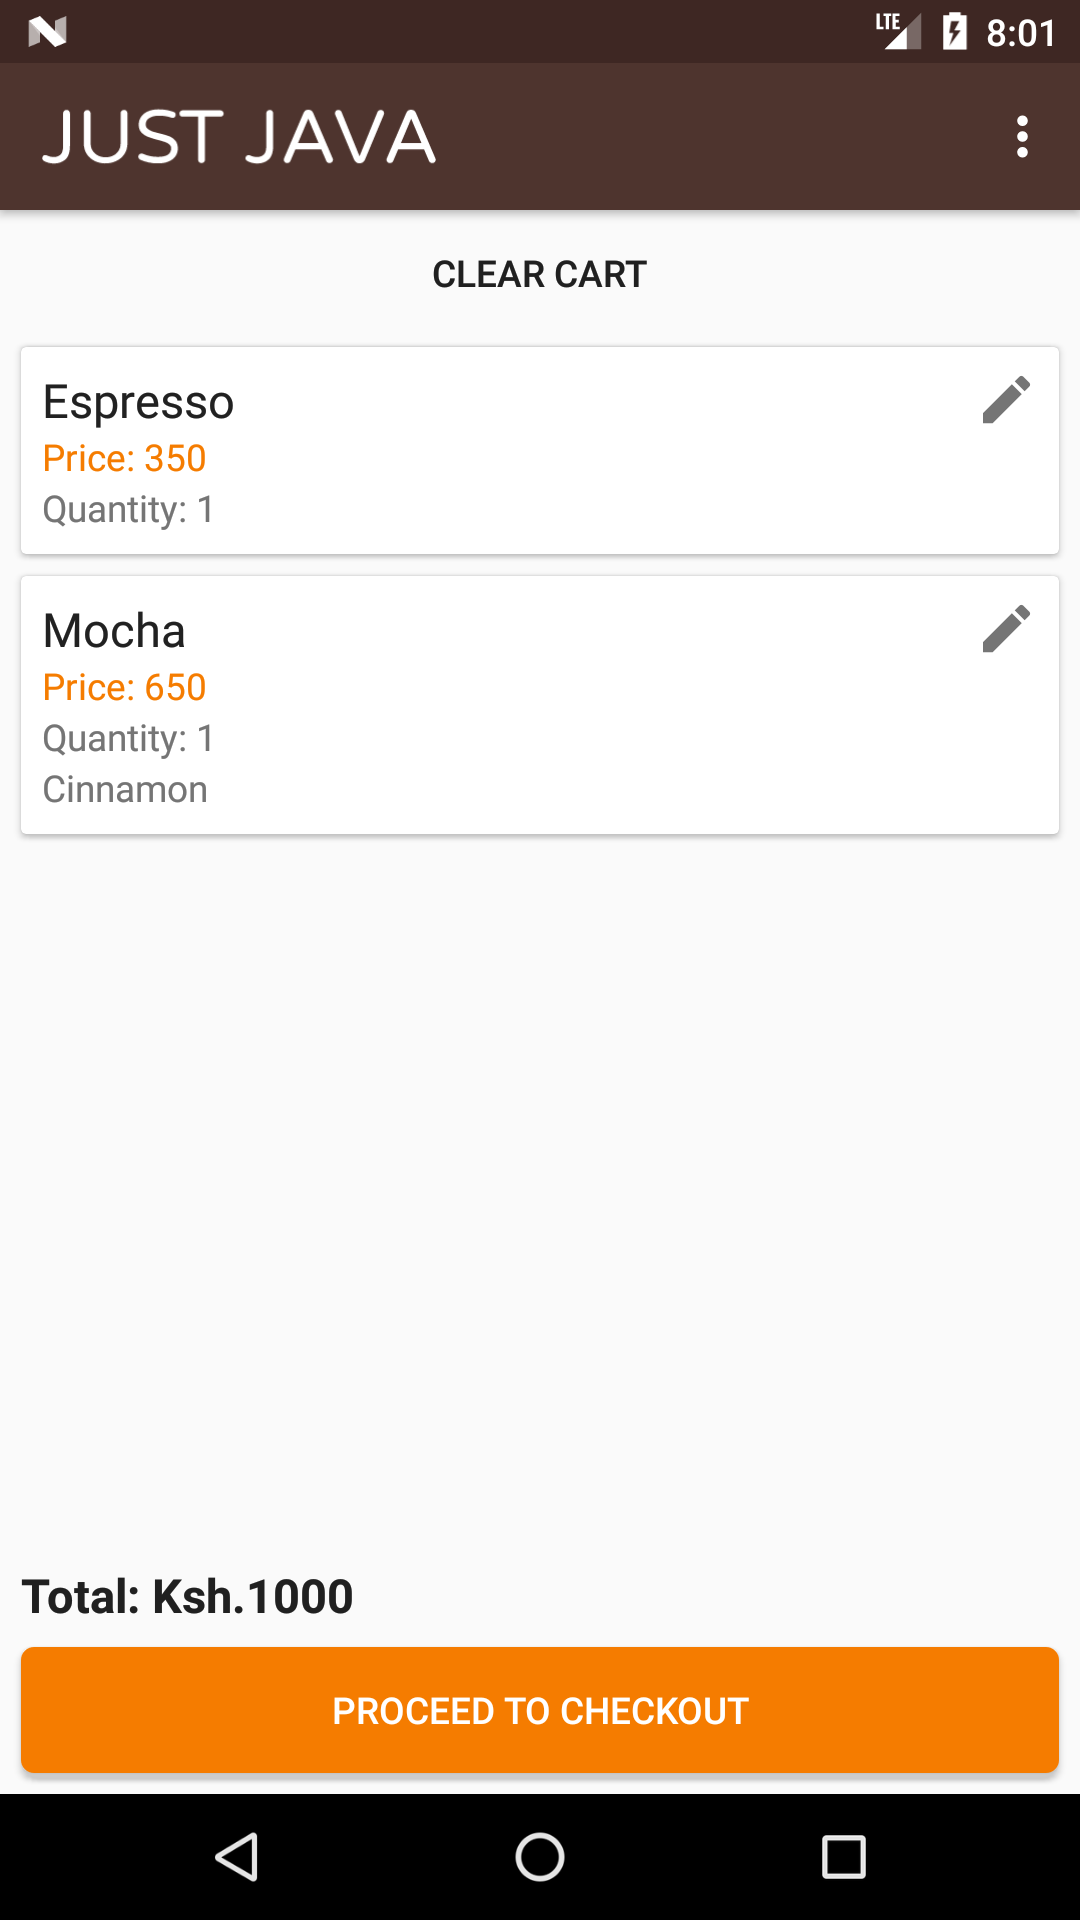 LTE 8:01
JUST JAVA
CLEAR CART
Espresso
Price: 350
Quantity: 1
Mocha
Price: 650
Quantity: 1
Cinnamon
Total: Ksh.1000
PROCEED TO CHECKOUT